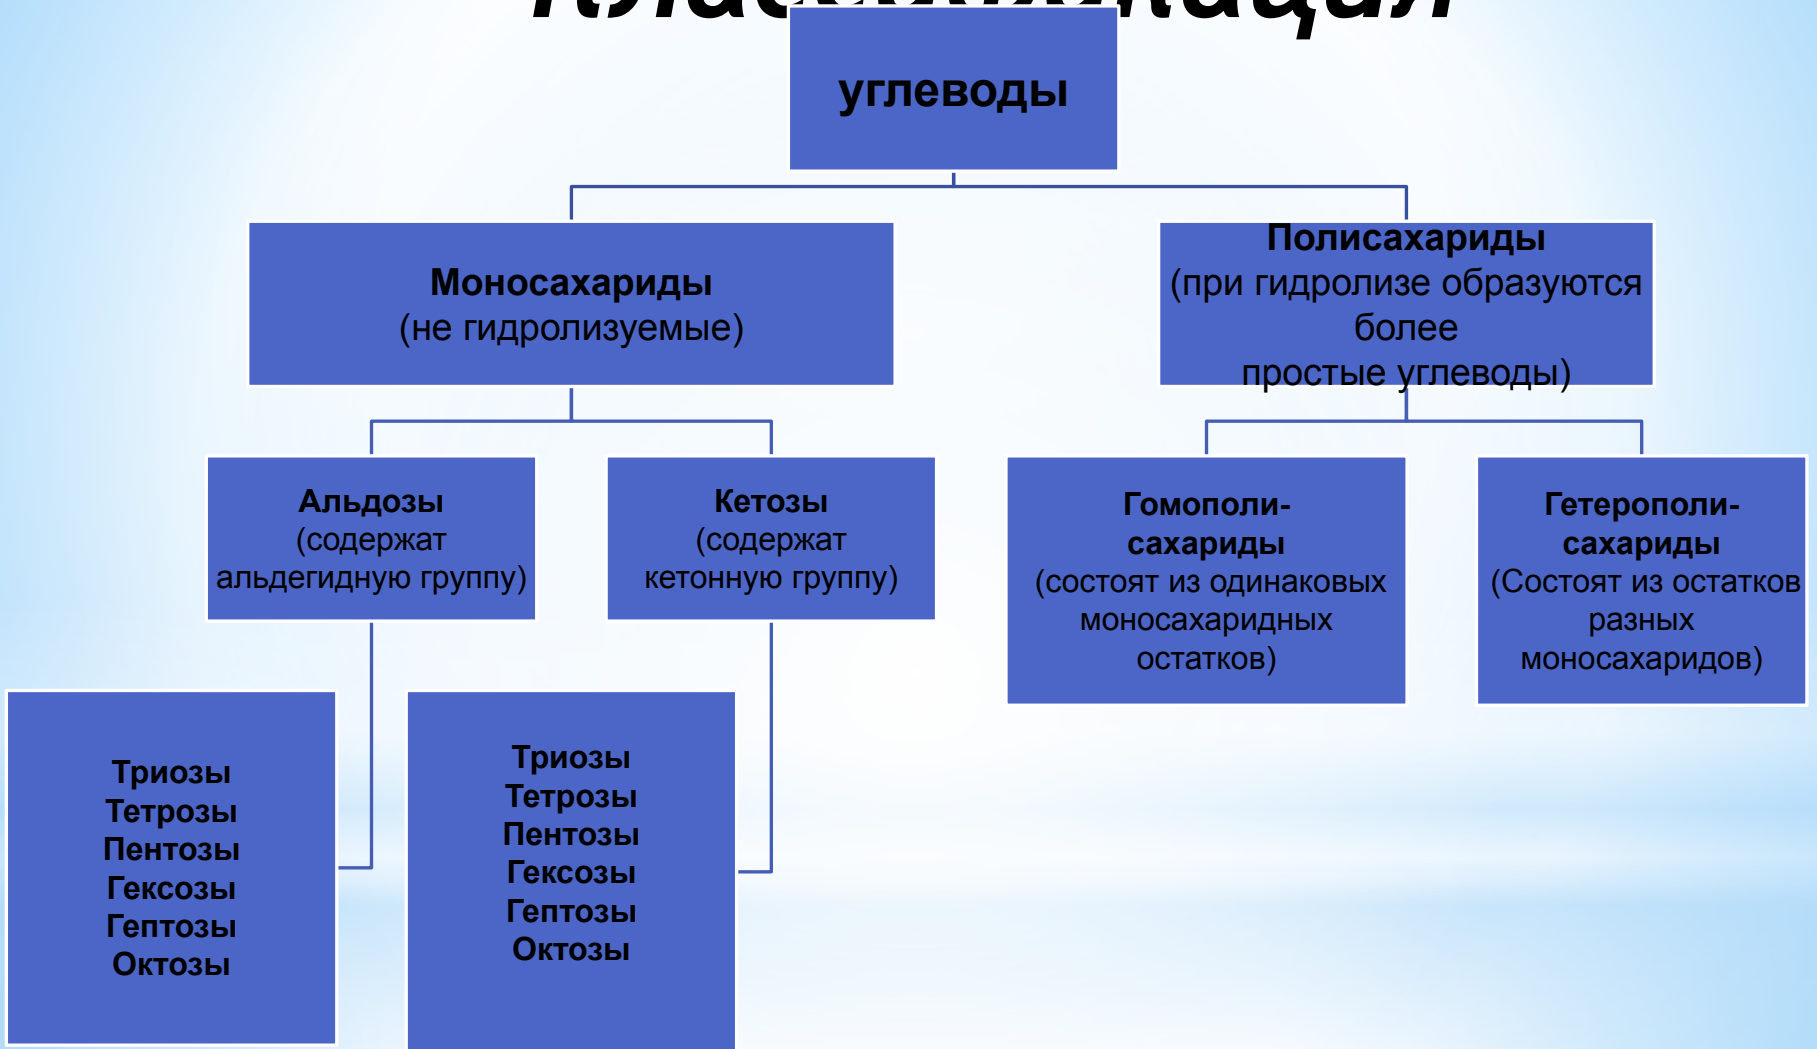 углеводы
Моносахариды
(не гидролизуемые)
Полисахариды
(при гидролизе образуются
более
простые углеводы)
Альдозы
(содержат
альдегидную группу)
Кетозы
(содержат
кетонную группу)
Гомополи-
сахариды
(состоят из одинаковых
моносахаридных
остатков)
Гетерополи-
сахариды
(Состоят из остатков
разных
моносахаридов)
Триозы
Тетрозы
Пентозы
Гексозы
Гептозы
Октозы
Триозы
Тетрозы
Пентозы
Гексозы
Гептозы
Октозы